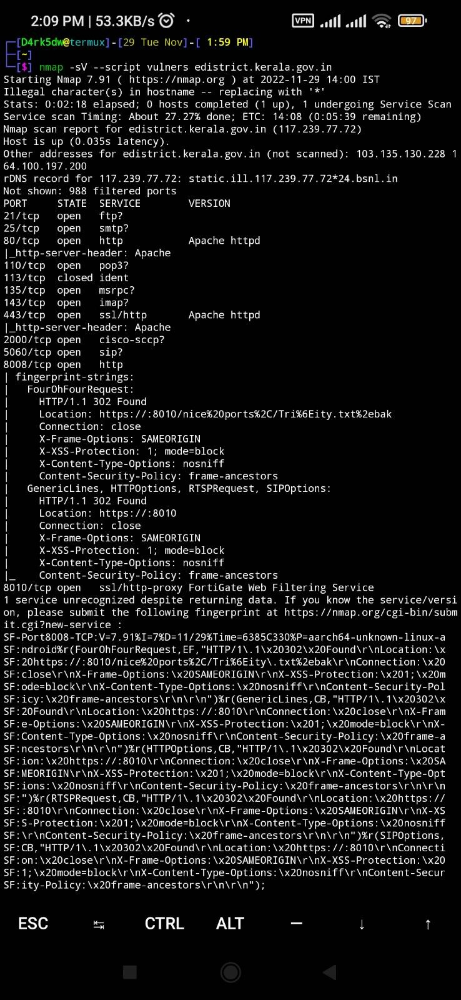 2:09 PM | 53.3KB/s
VPN
97
[D4rk5dw@termux]-[29 Tue Nov]-[ 1:59 PM]
[~]
[$] nmap -sV --script vulners edistrict.kerala.gov.in
Starting Nmap 7.91 ( https://nmap.org ) at 2022-11-29 14:00 IST
Illegal character(s) in hostname -- replacing with '*'
Stats: 0:02:18 elapsed; 0 hosts completed (1 up), 1 undergoing Service Scan
Service scan Timing: About 27.27% done; ETC: 14:08 (0:05:39 remaining)
Nmap scan report for edistrict.kerala.gov.in (117.239.77.72)
Host is up (0.035s latency).
Other addresses for edistrict.kerala.gov.in (not scanned): 103.135.130.228 1
64.100.197.200
rDNS record for 117.239.77.72: static.ill.117.239.77.72*24.bsnl.in
Not shown: 988 filtered ports
PORT     STATE  SERVICE        VERSION
21/tcp   open   ftp?
25/tcp   open   smtp?
80/tcp   open   http           Apache httpd
|_http-server-header: Apache
110/tcp  open   pop3?
113/tcp  closed ident
135/tcp  open   msrpc?
143/tcp  open   imap?
443/tcp  open   ssl/http       Apache httpd
|_http-server-header: Apache
2000/tcp open   cisco-sccp?
5060/tcp open   sip?
8008/tcp open   http
| fingerprint-strings:
|   FourOhFourRequest:
|     HTTP/1.1 302 Found
|     Location: https://:8010/nice%20ports%2C/Tri%6Eity.txt%2ebak
|     Connection: close
|     X-Frame-Options: SAMEORIGIN
|     X-XSS-Protection: 1; mode=block
|     X-Content-Type-Options: nosniff
|     Content-Security-Policy: frame-ancestors
|   GenericLines, HTTPOptions, RTSPRequest, SIPOptions:
|     HTTP/1.1 302 Found
|     Location: https://:8010
|     Connection: close
|     X-Frame-Options: SAMEORIGIN
|     X-XSS-Protection: 1; mode=block
|     X-Content-Type-Options: nosniff
|_    Content-Security-Policy: frame-ancestors
8010/tcp open   ssl/http-proxy FortiGate Web Filtering Service
1 service unrecognized despite returning data. If you know the service/versi
on, please submit the following fingerprint at https://nmap.org/cgi-bin/subm
it.cgi?new-service :
SF-Port8008-TCP:V=7.91%I=7%D=11/29%Time=6385C330%P=aarch64-unknown-linux-a
SF:ndroid%r(FourOhFourRequest,EF,"HTTP/1\.1\x20302\x20Found\r\nLocation:\x
SF:20https://:8010/nice%20ports%2C/Tri%6Eity\.txt%2ebak\r\nConnection:\x20
SF:close\r\nX-Frame-Options:\x20SAMEORIGIN\r\nX-XSS-Protection:\x201;\x20m
SF:ode=block\r\nX-Content-Type-Options:\x20nosniff\r\nContent-Security-Pol
SF:icy:\x20frame-ancestors\r\n\r\n")%r(GenericLines,CB,"HTTP/1\.1\x20302\x
SF:20Found\r\nLocation:\x20https://:8010\r\nConnection:\x20close\r\nX-Fram
SF:e-Options:\x20SAMEORIGIN\r\nX-XSS-Protection:\x201;\x20mode=block\r\nX-
SF:Content-Type-Options:\x20nosniff\r\nContent-Security-Policy:\x20frame-a
SF:ncestors\r\n\r\n")%r(HTTPOptions,CB,"HTTP/1\.1\x20302\x20Found\r\nLocat
SF:ion:\x20https://:8010\r\nConnection:\x20close\r\nX-Frame-Options:\x20SA
SF:MEORIGIN\r\nX-XSS-Protection:\x201;\x20mode=block\r\nX-Content-Type-Opt
SF:ions:\x20nosniff\r\nContent-Security-Policy:\x20frame-ancestors\r\n\r\n
SF:")%r(RTSPRequest,CB,"HTTP/1\.1\x20302\x20Found\r\nLocation:\x20https://
SF::8010\r\nConnection:\x20close\r\nX-Frame-Options:\x20SAMEORIGIN\r\nX-XS
SF:S-Protection:\x201;\x20mode=block\r\nX-Content-Type-Options:\x20nosniff
SF:\r\nContent-Security-Policy:\x20frame-ancestors\r\n\r\n")%r(SIPOptions,
SF:CB,"HTTP/1\.1\x20302\x20Found\r\nLocation:\x20https://:8010\r\nConnecti
SF:on:\x20close\r\nX-Frame-Options:\x20SAMEORIGIN\r\nX-XSS-Protection:\x20
SF:1;\x20mode=block\r\nX-Content-Type-Options:\x20nosniff\r\nContent-Secur
SF:ity-Policy:\x20frame-ancestors\r\n\r\n");
ESC ↹ CTRL ALT — ↓ ↑